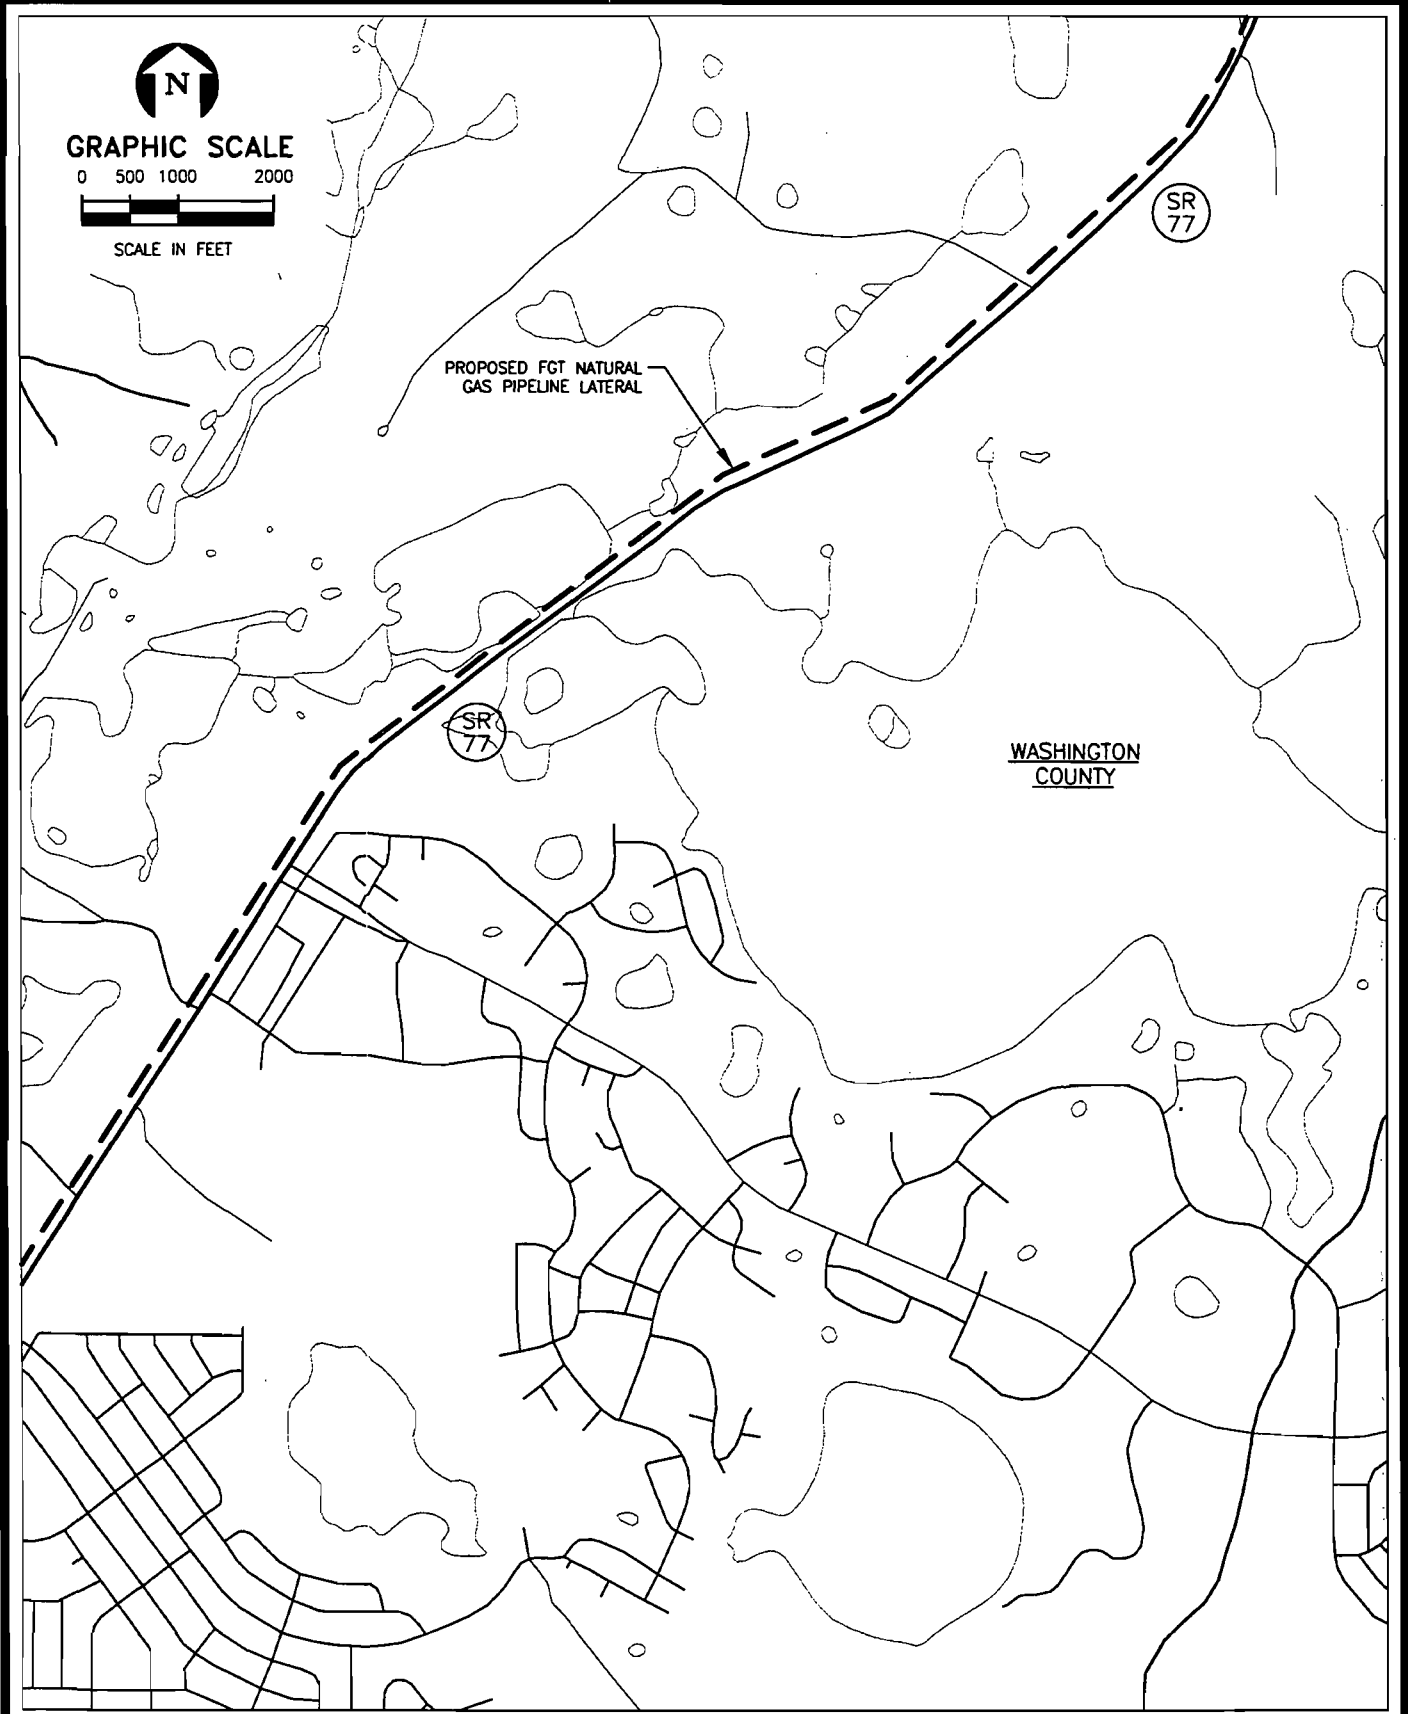 N
GRAPHIC SCALE
0 500 1000 2000
SCALE IN FEET
SR
77
PROPOSED FGT NATURAL
GAS PIPELINE LATERAL
SR
77
WASHINGTON
COUNTY